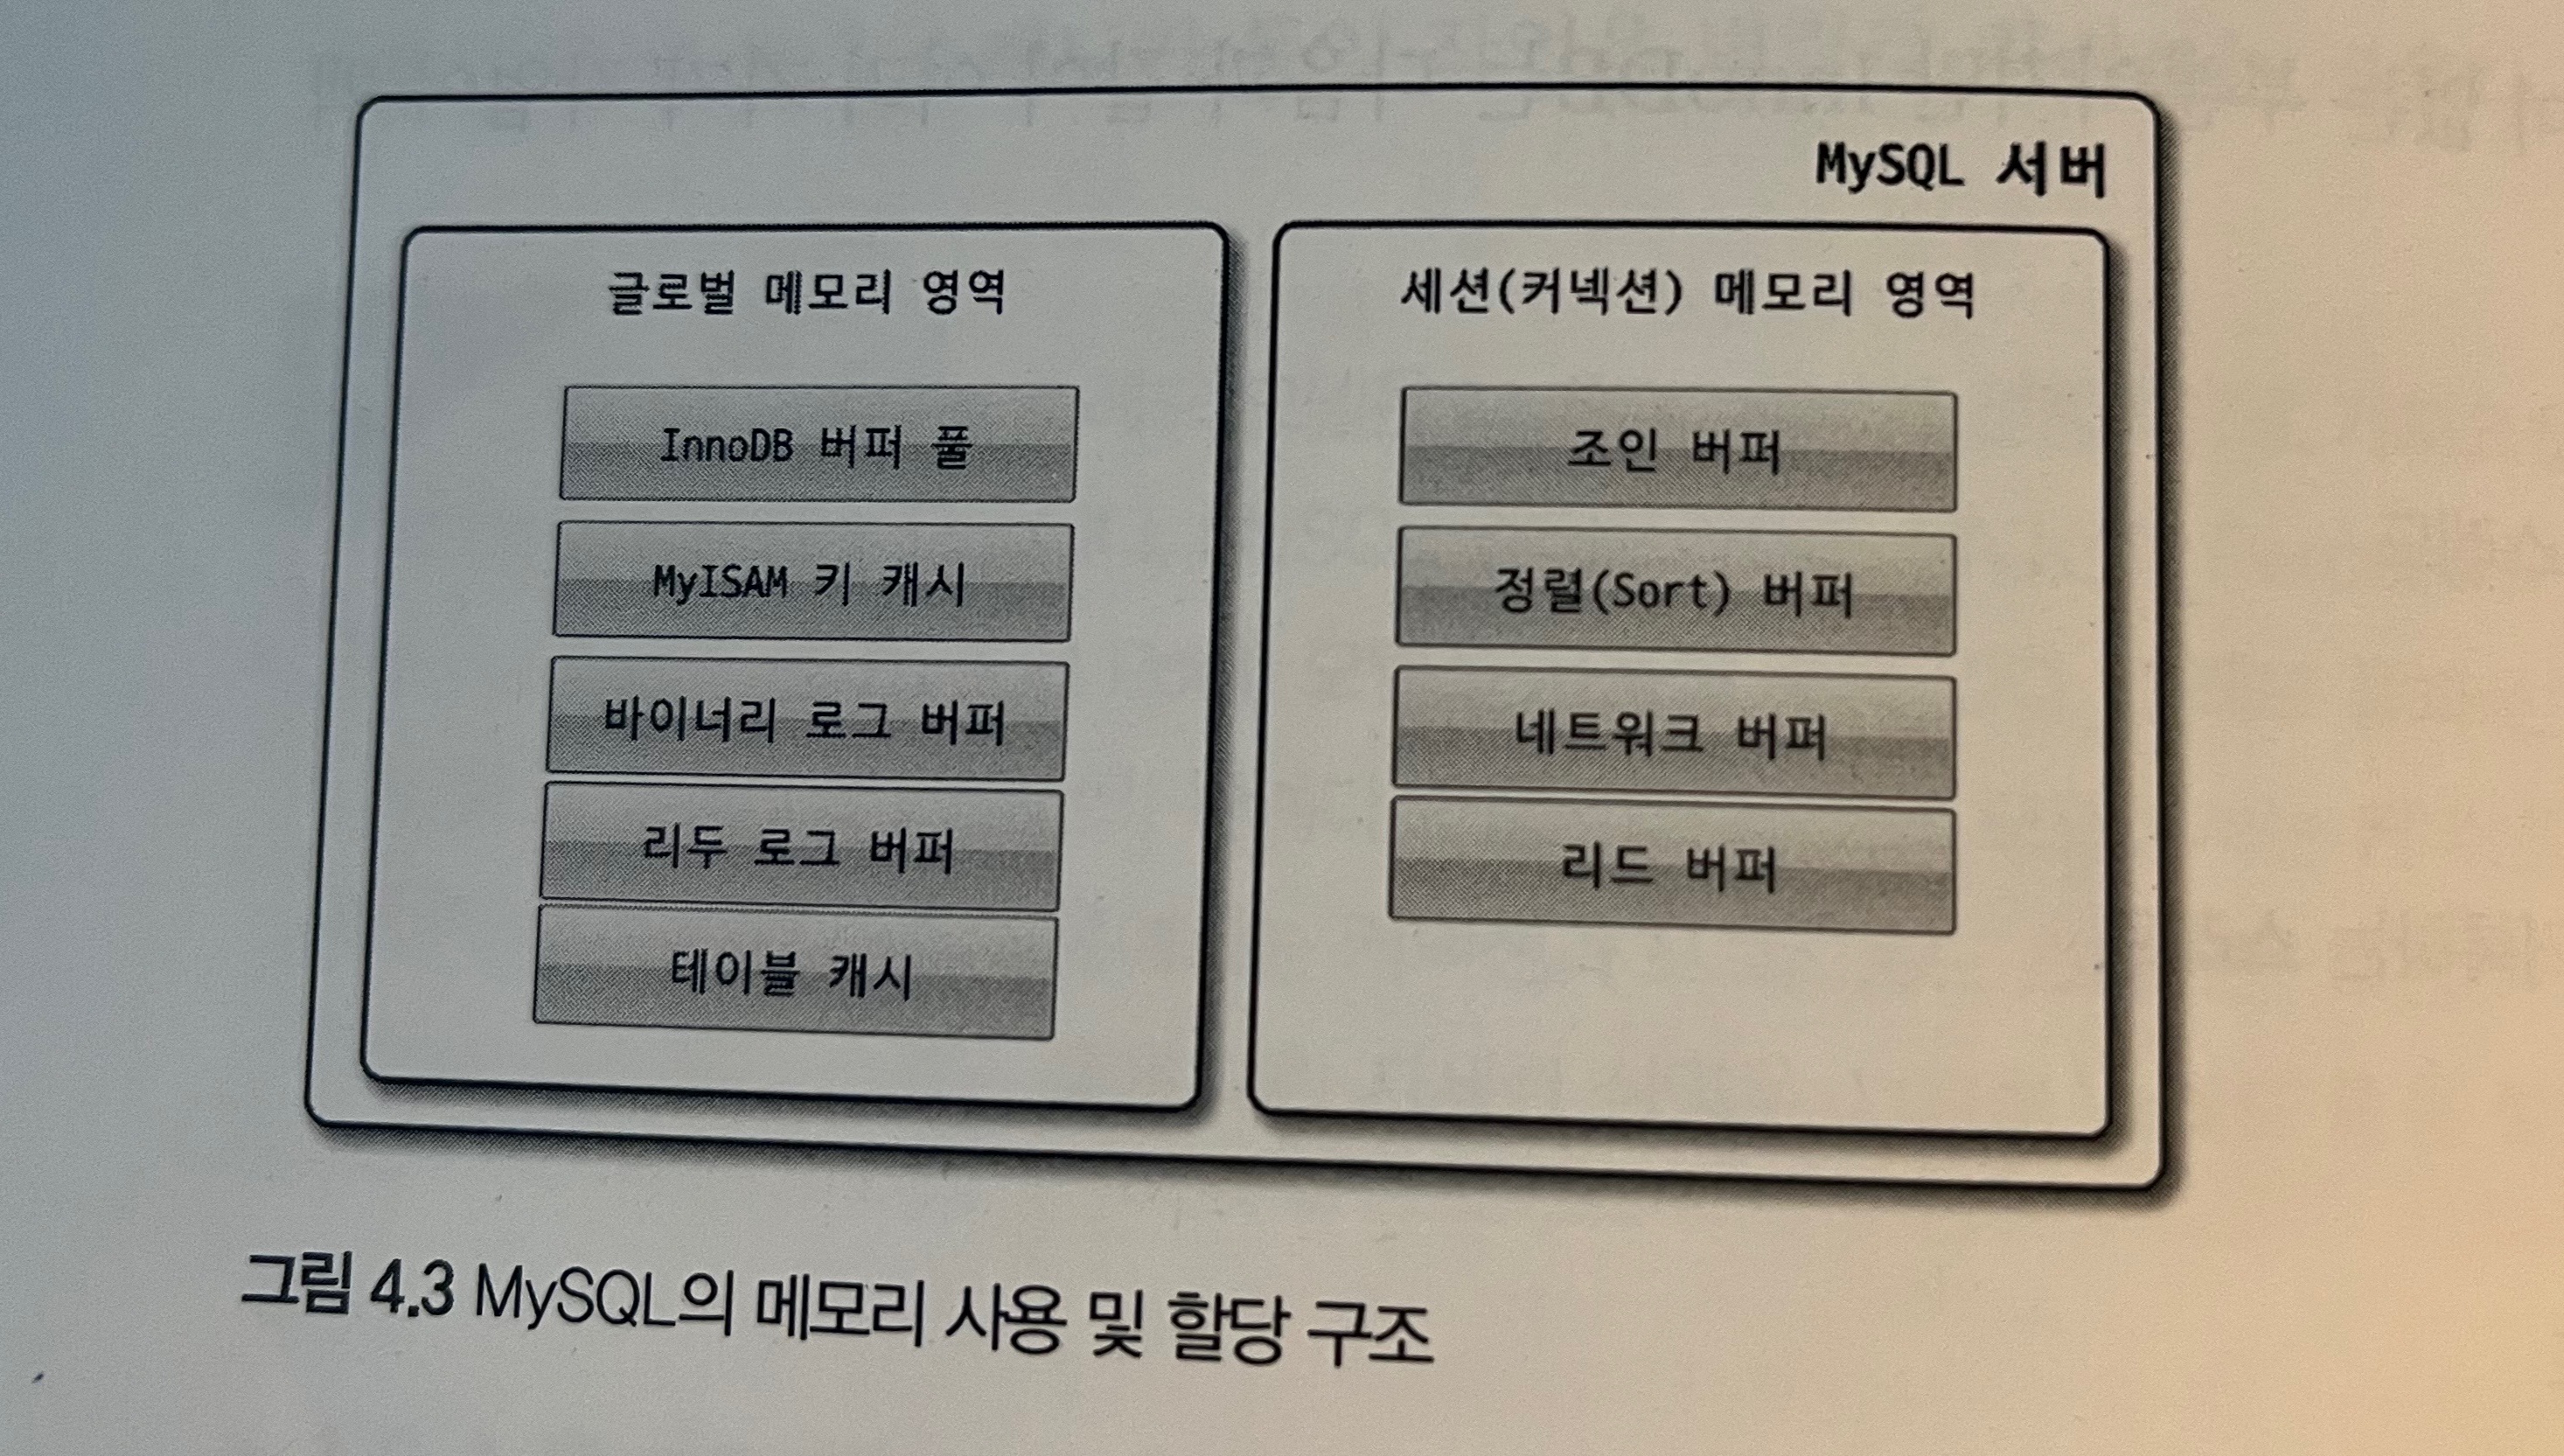 MySQL 서버
글로벌 메모리 영역
InnoDB 버퍼 풀
MyISAM 키 캐시
바이너리 로그 버퍼
리두 로그 버퍼
테이블 캐시
세션(커넥션) 메모리 영역
조인 버퍼
정렬(Sort) 버퍼
네트워크 버퍼
리드 버퍼
그림 4.3 MySQL의 메모리 사용 및 할당 구조